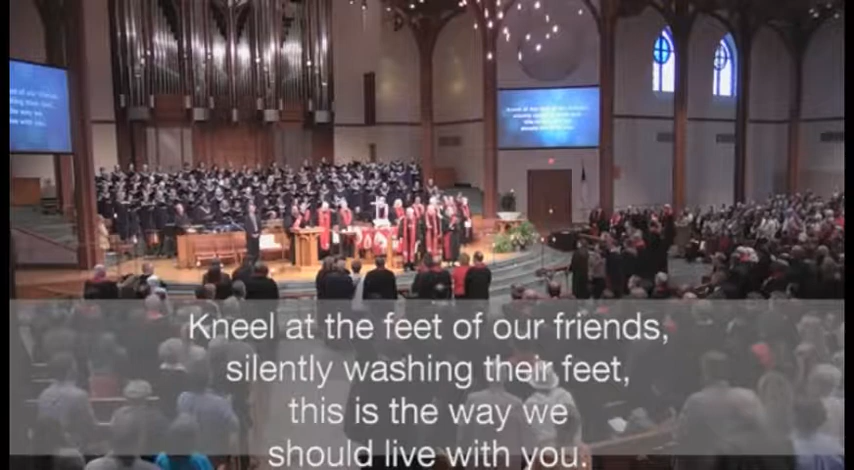 Kneel at the feet of our friends,
silently washing their feet,
this is the way we
should live with you.